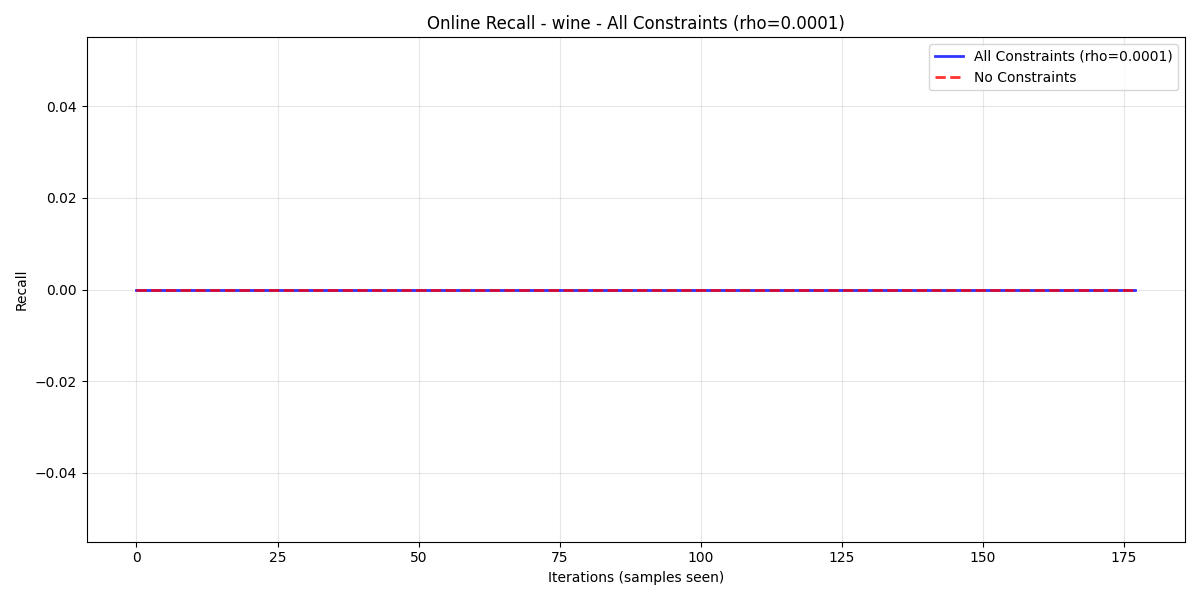 Online Recall - wine - All Constraints (rho=0.0001)
All Constraints (rho=0.0001)
No Constraints
Recall
0.04
0.02
0.00
−0.02
−0.04
0 25 50 75 100 125 150 175
Iterations (samples seen)